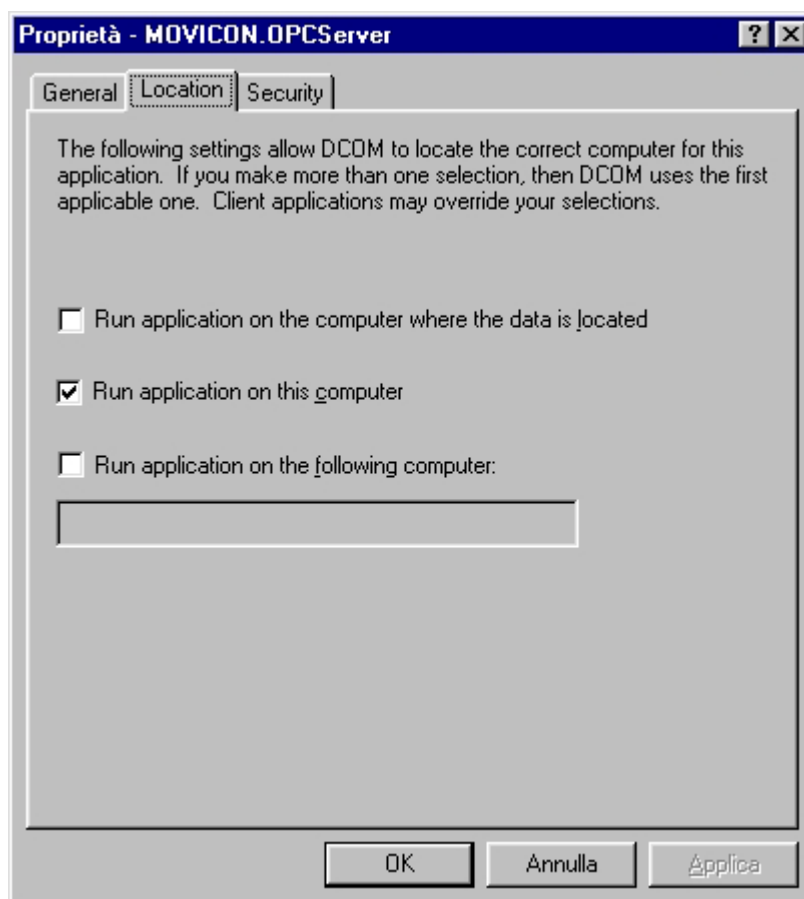 Proprietà - MOVICON.OPCServer
General Location Security
The following settings allow DCOM to locate the correct computer for this
application. If you make more than one selection, then DCOM uses the first
applicable one. Client applications may override your selections.
Run application on the computer where the data is located
Run application on this computer
Run application on the following computer:
OK Annulla Applica